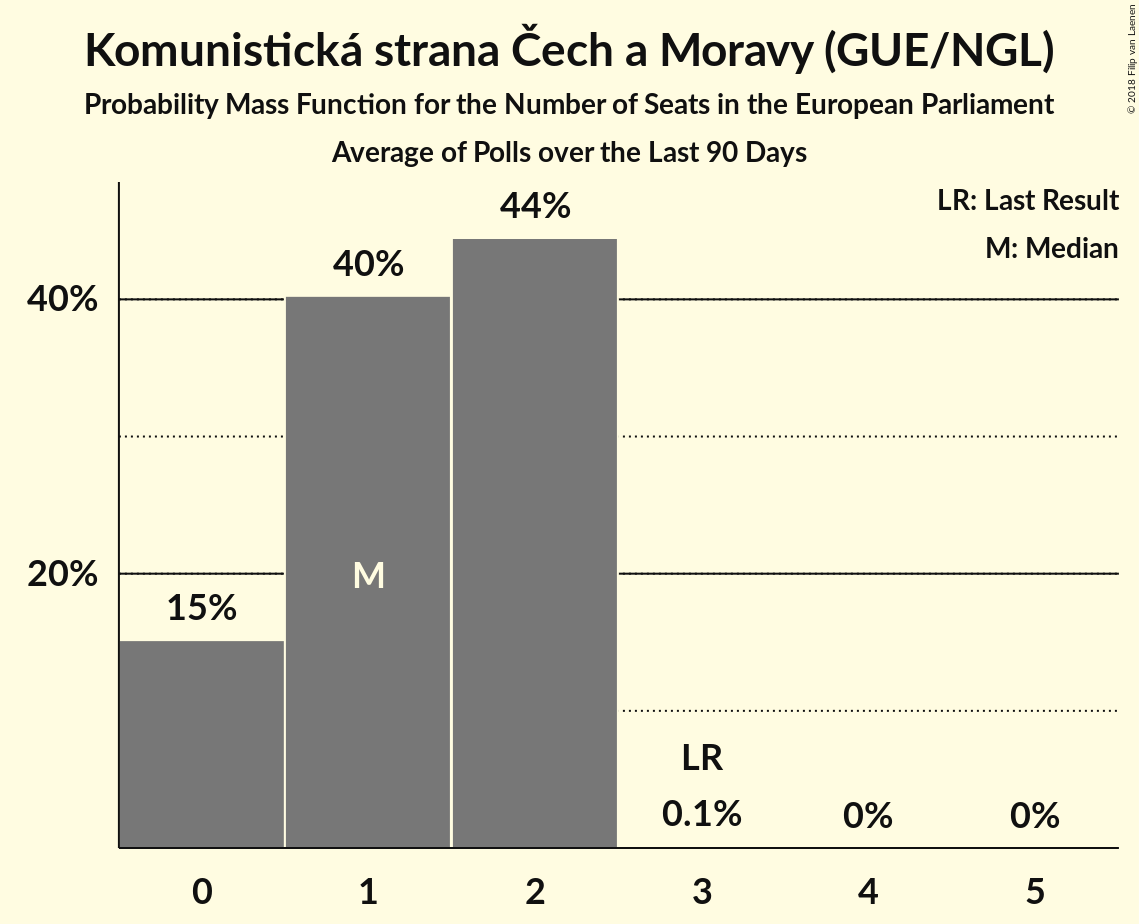 Komunistická strana Čech a Moravy (GUE/NGL)
Probability Mass Function for the Number of Seats in the European Parliament
Average of Polls over the Last 90 Days
© 2018 Filip van Laenen
LR: Last Result
M: Median
44%
40%
40%
20%
M
15%
LR
0.1%
0%
0%
0
1
2
3
4
5